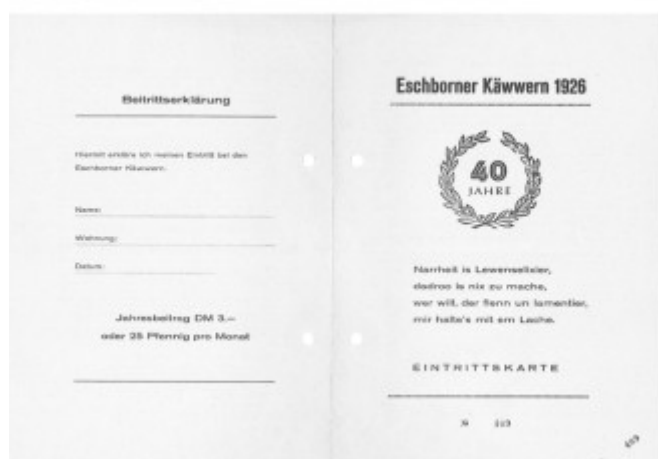 Beitrittserklärung
Hiermit erkläre ich meinen Eintritt bei den
Eschborner Käwwern.
Name:
Wohnung:
Datum:
Jahresbeitrag DM 3.–
oder 25 Pfennig pro Monat
Eschborner Käwwern 1926
40
JAHRE
Narrheit is Lewenselixier,
dadroo is nix zu mache,
wer will, der flenn un lamentier,
mir halte's mit em Lache.
EINTRITTSKARTE